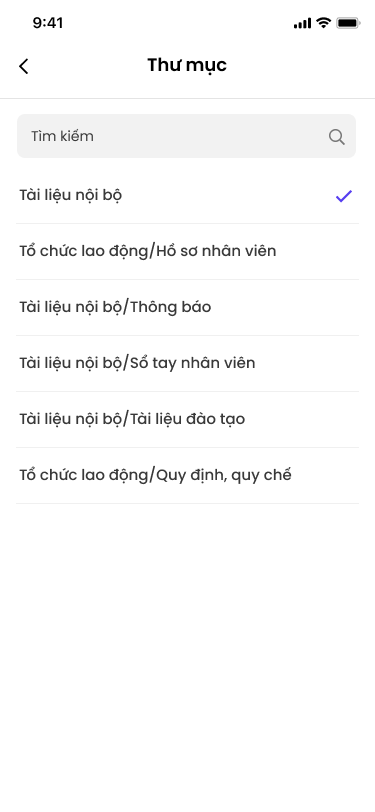 9:41
Thư mục
Tìm kiếm
Tài liệu nội bộ
Tổ chức lao động/Hồ sơ nhân viên
Tài liệu nội bộ/Thông báo
Tài liệu nội bộ/Sổ tay nhân viên
Tài liệu nội bộ/Tài liệu đào tạo
Tổ chức lao động/Quy định, quy chế